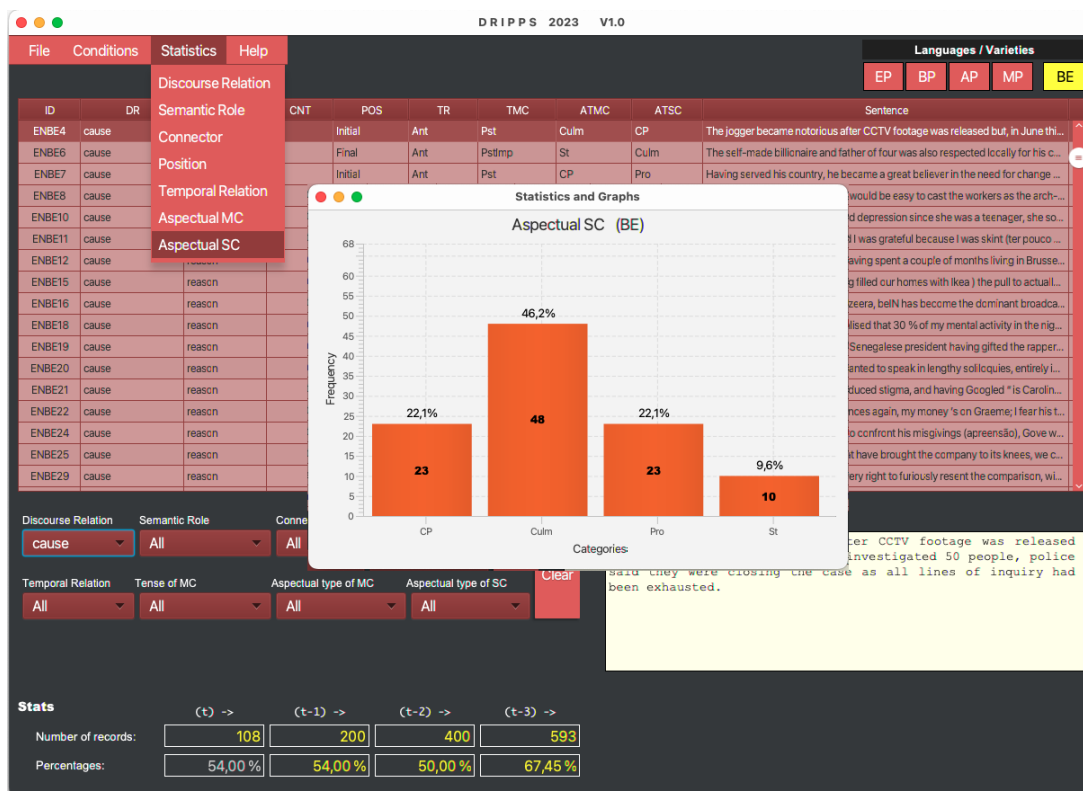 DRIPPS 2023 V1.0
File Conditions Statistics Help
Languages / Varieties
EP BP AP MP BE
Discourse Relation
Semantic Role
Connector
Position
Temporal Relation
Aspectual MC
Aspectual SC
ID DR CNT POS TR TMC ATMC ATSC Sentence
ENBE4 cause Initial Ant Pst Culm CP The jogger became notorious after CCTV footage was released but, in June thi...
ENBE6 cause Final Ant PstImp St Culm The self-made billionaire and father of four was also respected locally for his c...
ENBE7 cause Initial Ant Pst CP Pro Having served his country, he became a great believer in the need for change ...
ENBE8 cause would be easy to cast the workers as the arch-...
ENBE10 cause depression since she was a teenager, she so...
ENBE11 cause I was grateful because I was skint (ter pouco ...
ENBE12 cause reason aving spent a couple of months living in Brusse...
ENBE15 cause reason g filled our homes with Ikea ) the pull to actuall...
ENBE16 cause reason zeera, beIN has become the dominant broadca...
ENBE18 cause reason lised that 30 % of my mental activity in the nig...
ENBE19 cause reason Senegalese president having gifted the rapper...
ENBE20 cause reason anted to speak in lengthy soliloquies, entirely i...
ENBE21 cause reason duced stigma, and having Googled " is Carolin...
ENBE22 cause reason nces again, my money 's on Graeme; I fear his t...
ENBE24 cause reason to confront his misgivings (apreensão), Gove w...
ENBE25 cause reason t have brought the company to its knees, we c...
ENBE29 cause reason ery right to furiously resent the comparison, wi...
Statistics and Graphs
Aspectual SC (BE)
Frequency
68
60
55
50
45
40
35
30
25
20
15
10
5
0
22,1% 46,2% 22,1% 9,6%
23 48 23 10
CP Culm Pro St
Categories
Discourse Relation Semantic Role Conne
cause All All
Temporal Relation Tense of MC Aspectual type of MC Aspectual type of SC
All All All All Clear
ter CCTV footage was released
investigated 50 people, police
said they were closing the case as all lines of inquiry had
been exhausted.
Stats
(t) -> (t-1) -> (t-2) -> (t-3) ->
Number of records: 108 200 400 593
Percentages: 54,00 % 54,00 % 50,00 % 67,45 %